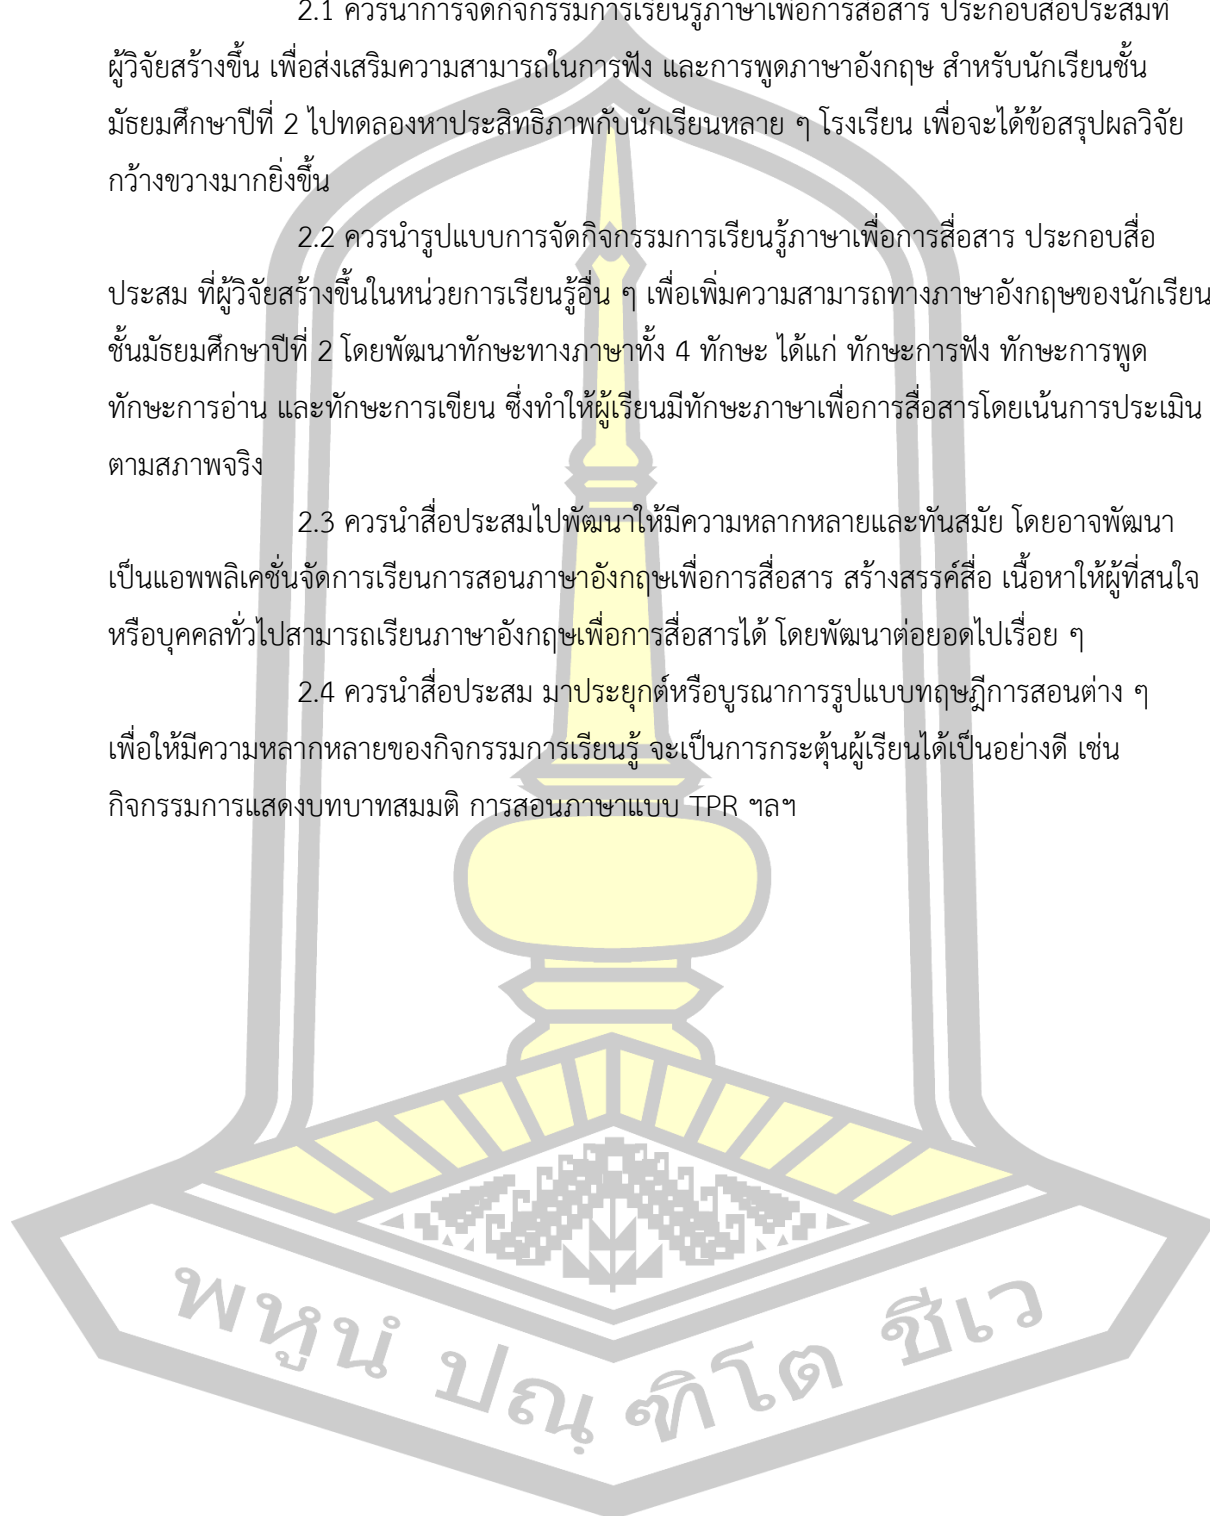 2.1 ควรนำการจัดกิจกรรมการเรียนรู้ภาษาเพื่อการสื่อสาร ประกอบสื่อประสมที่
ผู้วิจัยสร้างขึ้น เพื่อส่งเสริมความสามารถในการฟัง และการพูดภาษาอังกฤษ สำหรับนักเรียนชั้น
มัธยมศึกษาปีที่ 2 ไปทดลองหาประสิทธิภาพกับนักเรียนหลาย ๆ โรงเรียน เพื่อจะได้ข้อสรุปผลวิจัย
กว้างขวางมากยิ่งขึ้น
2.2 ควรนำรูปแบบการจัดกิจกรรมการเรียนรู้ภาษาเพื่อการสื่อสาร ประกอบสื่อ
ประสม ที่ผู้วิจัยสร้างขึ้นในหน่วยการเรียนรู้อื่น ๆ เพื่อเพิ่มความสามารถทางภาษาอังกฤษของนักเรียน
ชั้นมัธยมศึกษาปีที่ 2 โดยพัฒนาทักษะทางภาษาทั้ง 4 ทักษะ ได้แก่ ทักษะการฟัง ทักษะการพูด
ทักษะการอ่าน และทักษะการเขียน ซึ่งทำให้ผู้เรียนมีทักษะภาษาเพื่อการสื่อสารโดยเน้นการประเมิน
ตามสภาพจริง
2.3 ควรนำสื่อประสมไปพัฒนาให้มีความหลากหลายและทันสมัย โดยอาจพัฒนา
เป็นแอพพลิเคชั่นจัดการเรียนการสอนภาษาอังกฤษเพื่อการสื่อสาร สร้างสรรค์สื่อ เนื้อหาให้ผู้ที่สนใจ
หรือบุคคลทั่วไปสามารถเรียนภาษาอังกฤษเพื่อการสื่อสารได้ โดยพัฒนาต่อยอดไปเรื่อย ๆ
2.4 ควรนำสื่อประสม มาประยุกต์หรือบูรณาการรูปแบบทฤษฎีการสอนต่าง ๆ
เพื่อให้มีความหลากหลายของกิจกรรมการเรียนรู้ จะเป็นการกระตุ้นผู้เรียนได้เป็นอย่างดี เช่น
กิจกรรมการแสดงบทบาทสมมติ การสอนภาษาแบบ TPR ฯลฯ
พหูนํ ปณฺฑิโต ชีเว